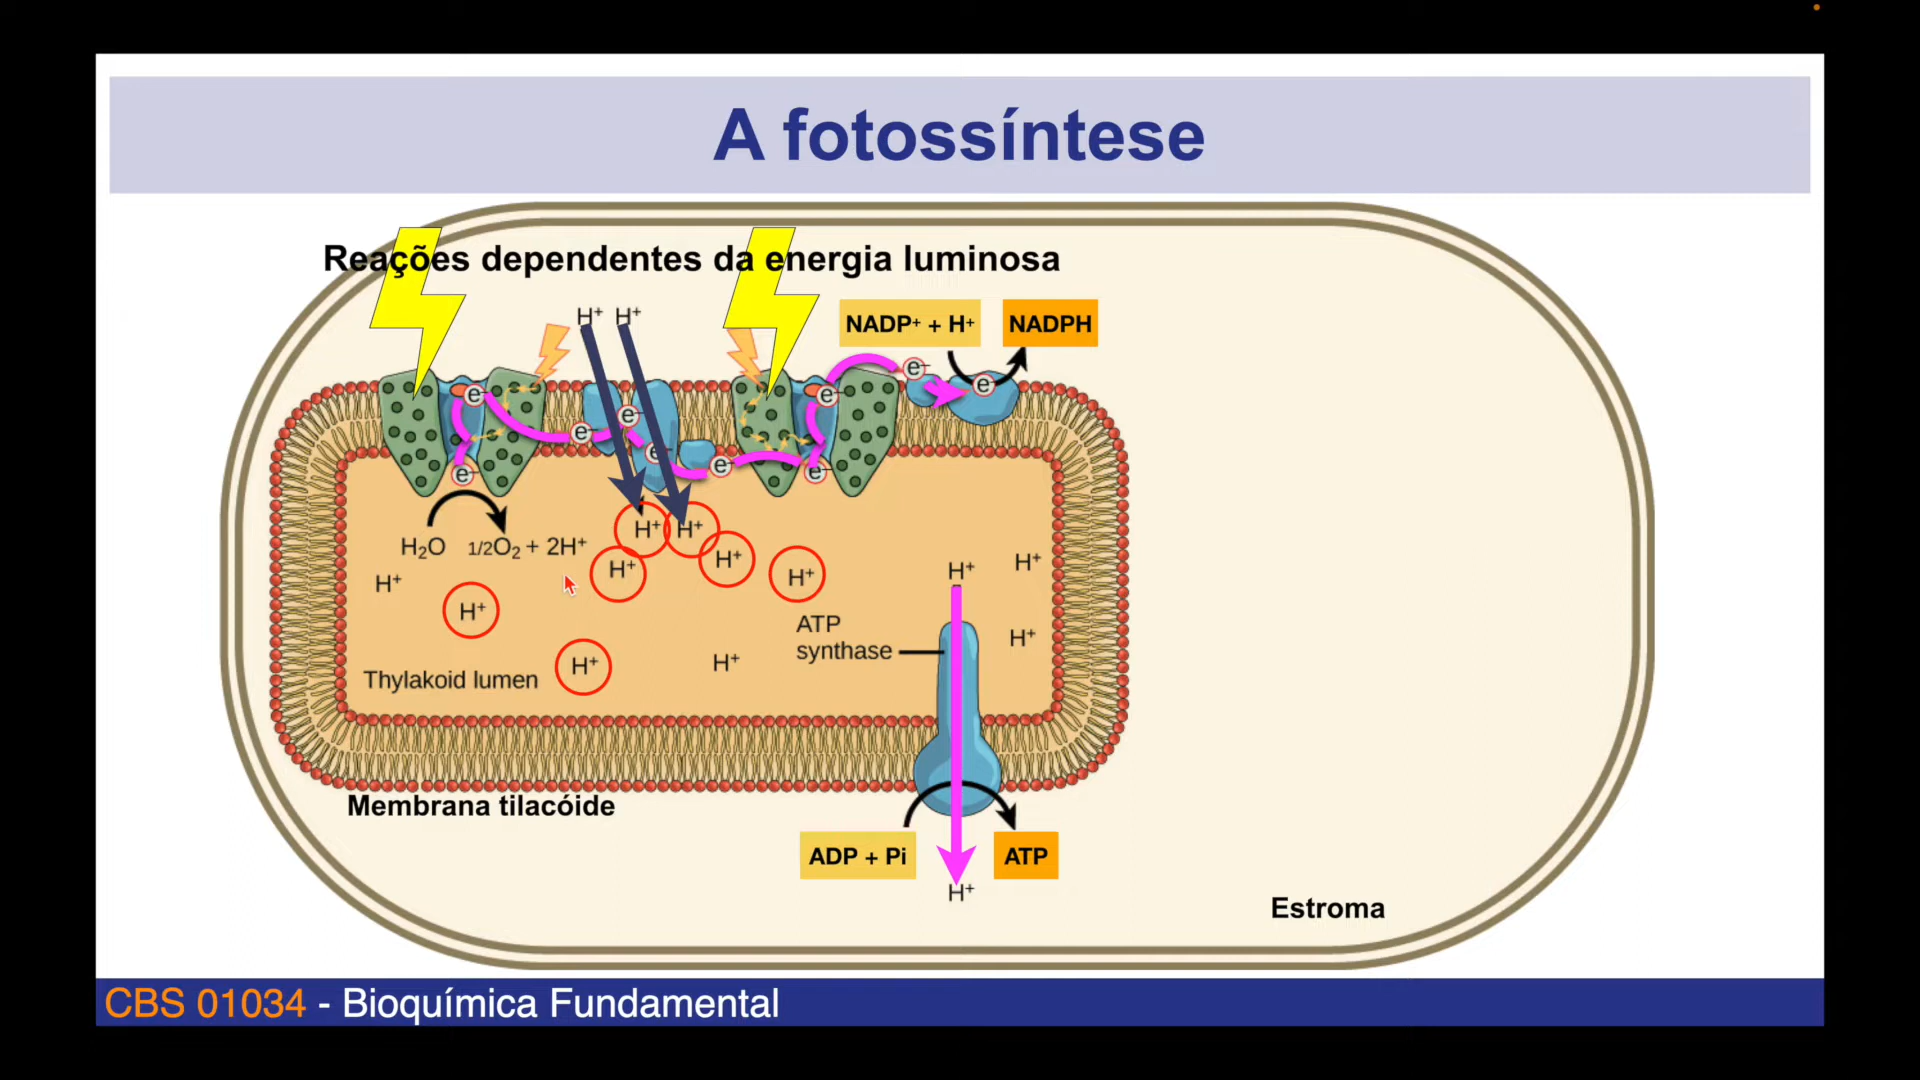 A fotossíntese
Reações dependentes da energia luminosa
H⁺ H⁺
NADP⁺ + H⁺
NADPH
e⁻
e⁻
e⁻
e⁻
e⁻
e⁻
e⁻
e⁻
e⁻
e⁻
H₂O 1/2O₂ + 2H⁺
H⁺ H⁺
H⁺
H⁺
H⁺
H⁺
H⁺
H⁺
H⁺
H⁺
H⁺
H⁺
H⁺
ATP
synthase
Thylakoid lumen
Membrana tilacóide
ADP + Pi
ATP
H⁺
Estroma
CBS 01034 - Bioquímica Fundamental